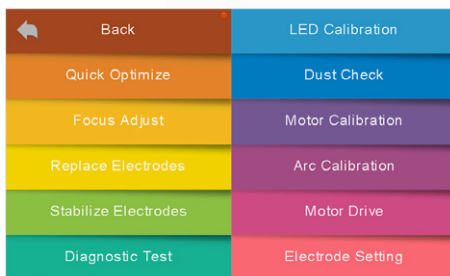 Back
Quick Optimize
Focus Adjust
Replace Electrodes
Stabilize Electrodes
Diagnostic Test
LED Calibration
Dust Check
Motor Calibration
Arc Calibration
Motor Drive
Electrode Setting